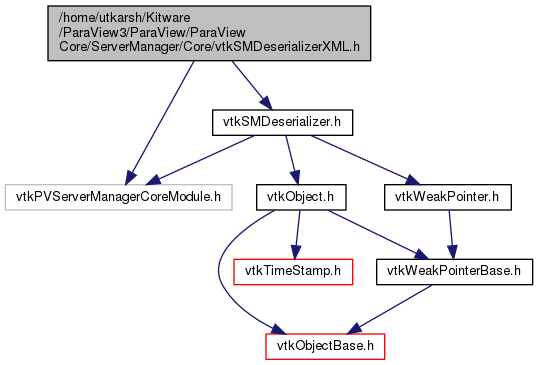 /home/utkarsh/Kitware
/ParaView3/ParaView/ParaView
Core/ServerManager/Core/vtkSMDeserializerXML.h
vtkSMDeserializer.h
vtkPVServerManagerCoreModule.h
vtkObject.h
vtkWeakPointer.h
vtkTimeStamp.h
vtkWeakPointerBase.h
vtkObjectBase.h